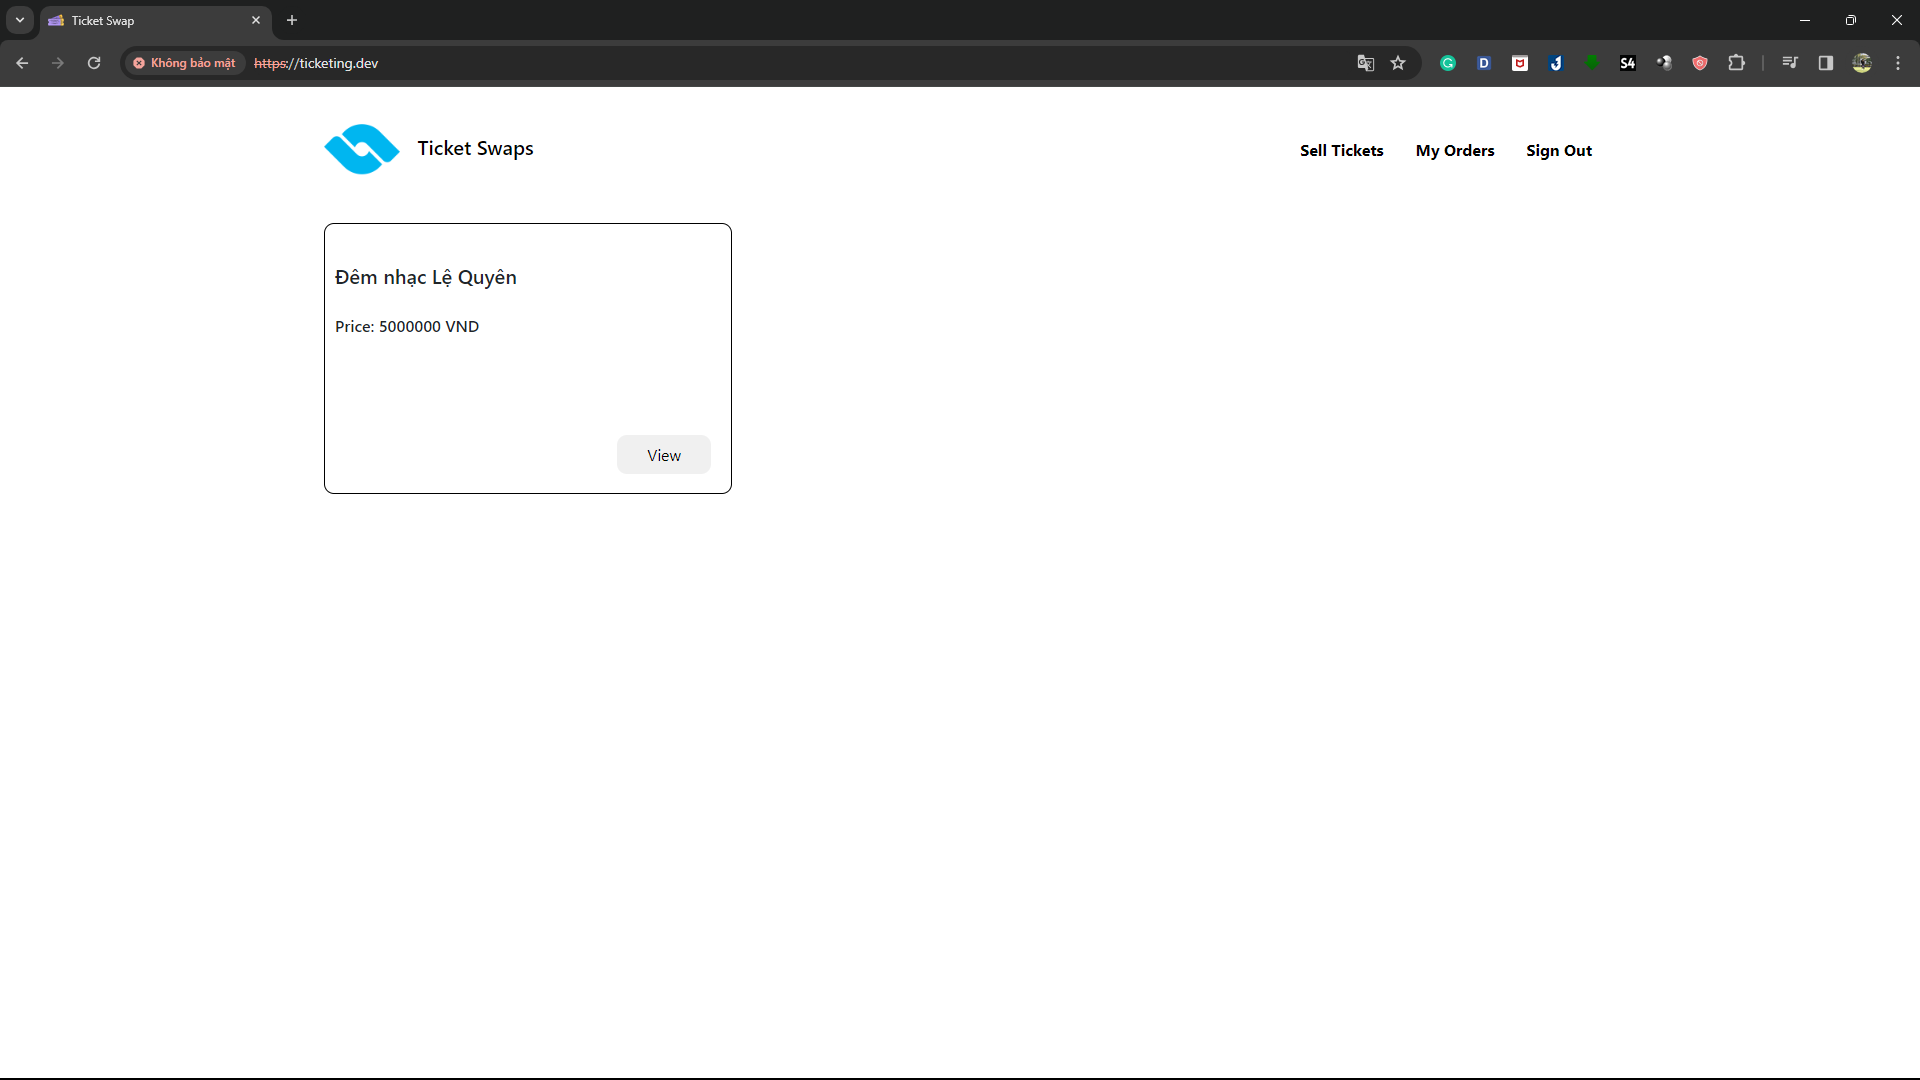 Ticket Swap
Không bảo mật https://ticketing.dev
Ticket Swaps
Sell Tickets My Orders Sign Out
Đêm nhạc Lệ Quyên
Price: 5000000 VND
View